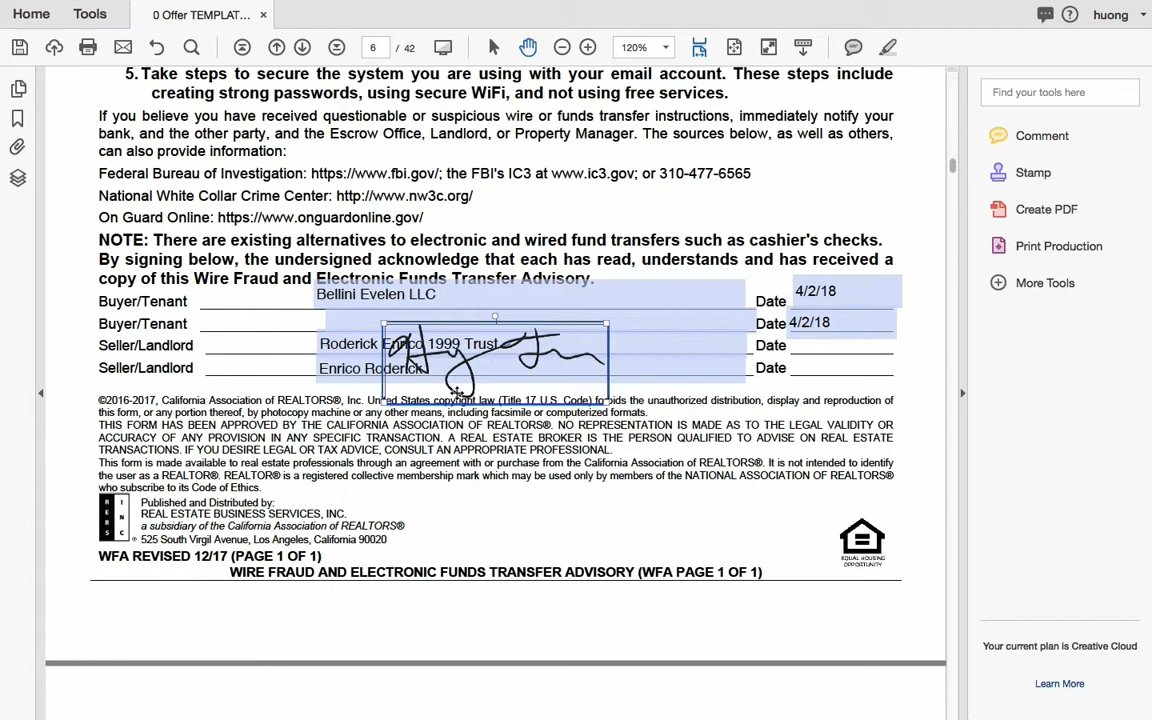 Home Tools 0 Offer TEMPLAT... × ? huong
6 / 42 120%
5. Take steps to secure the system you are using with your email account. These steps include
creating strong passwords, using secure WiFi, and not using free services.
If you believe you have received questionable or suspicious wire or funds transfer instructions, immediately notify your
bank, and the other party, and the Escrow Office, Landlord, or Property Manager. The sources below, as well as others,
can also provide information:
Federal Bureau of Investigation: https://www.fbi.gov/; the FBI's IC3 at www.ic3.gov; or 310-477-6565
National White Collar Crime Center: http://www.nw3c.org/
On Guard Online: https://www.onguardonline.gov/
NOTE: There are existing alternatives to electronic and wired fund transfers such as cashier's checks.
By signing below, the undersigned acknowledge that each has read, understands and has received a
copy of this Wire Fraud and Electronic Funds Transfer Advisory.
Buyer/Tenant Bellini Evelen LLC Date 4/2/18
Buyer/Tenant Date 4/2/18
Seller/Landlord Roderick Enrico 1999 Trust Date
Seller/Landlord Enrico Roderick Date
©2016-2017, California Association of REALTORS®, Inc. United States copyright law (Title 17 U.S. Code) forbids the unauthorized distribution, display and reproduction of
this form, or any portion thereof, by photocopy machine or any other means, including facsimile or computerized formats.
THIS FORM HAS BEEN APPROVED BY THE CALIFORNIA ASSOCIATION OF REALTORS®. NO REPRESENTATION IS MADE AS TO THE LEGAL VALIDITY OR
ACCURACY OF ANY PROVISION IN ANY SPECIFIC TRANSACTION. A REAL ESTATE BROKER IS THE PERSON QUALIFIED TO ADVISE ON REAL ESTATE
TRANSACTIONS. IF YOU DESIRE LEGAL OR TAX ADVICE, CONSULT AN APPROPRIATE PROFESSIONAL.
This form is made available to real estate professionals through an agreement with or purchase from the California Association of REALTORS®. It is not intended to identify
the user as a REALTOR®. REALTOR® is a registered collective membership mark which may be used only by members of the NATIONAL ASSOCIATION OF REALTORS®
who subscribe to its Code of Ethics.
REBS INC ®
Published and Distributed by:
REAL ESTATE BUSINESS SERVICES, INC.
a subsidiary of the California Association of REALTORS®
525 South Virgil Avenue, Los Angeles, California 90020
EQUAL HOUSING
OPPORTUNITY
WFA REVISED 12/17 (PAGE 1 OF 1)
WIRE FRAUD AND ELECTRONIC FUNDS TRANSFER ADVISORY (WFA PAGE 1 OF 1)
Find your tools here
Comment
Stamp
Create PDF
Print Production
More Tools
Your current plan is Creative Cloud
Learn More